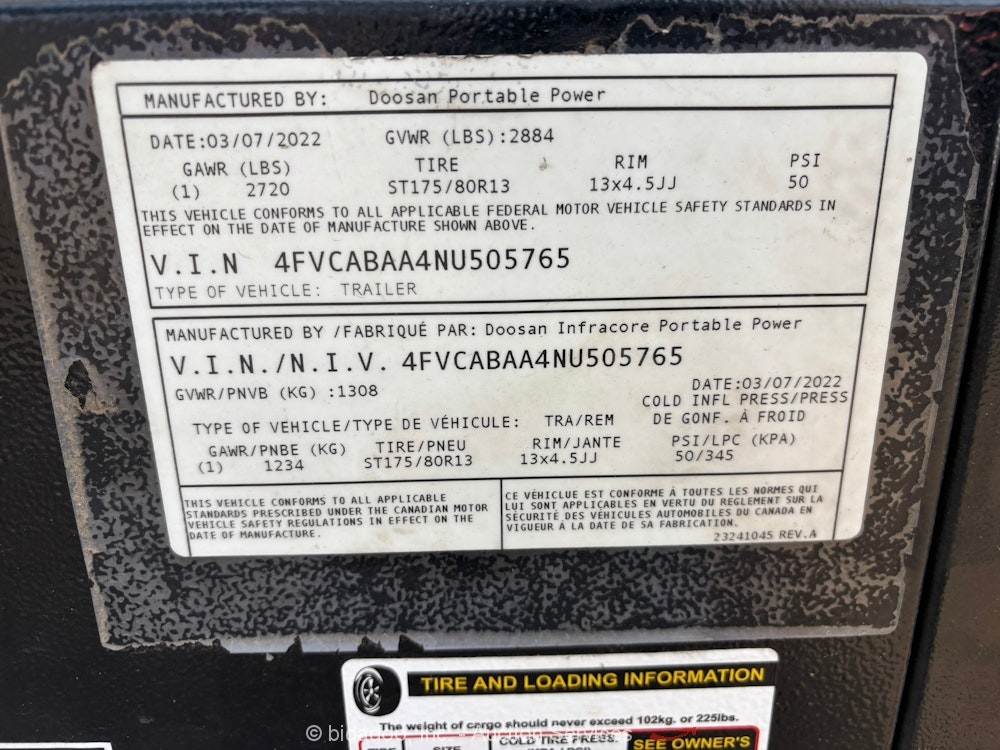 MANUFACTURED BY: Doosan Portable Power
DATE:03/07/2022 GVWR (LBS):2884
GAWR (LBS) TIRE RIM PSI
(1) 2720 ST175/80R13 13x4.5JJ 50
THIS VEHICLE CONFORMS TO ALL APPLICABLE FEDERAL MOTOR VEHICLE SAFETY STANDARDS IN
EFFECT ON THE DATE OF MANUFACTURE SHOWN ABOVE.
V.I.N 4FVCABAA4NU505765
TYPE OF VEHICLE: TRAILER
MANUFACTURED BY /FABRIQUÉ PAR: Doosan Infracore Portable Power
V.I.N./N.I.V. 4FVCABAA4NU505765
GVWR/PNVB (KG) :1308 DATE:03/07/2022
COLD INFL PRESS/PRESS
TYPE OF VEHICLE/TYPE DE VÉHICULE: TRA/REM DE GONF. À FROID
GAWR/PNBE (KG) TIRE/PNEU RIM/JANTE PSI/LPC (KPA)
(1) 1234 ST175/80R13 13x4.5JJ 50/345
THIS VEHICLE CONFORMS TO ALL APPLICABLE
STANDARDS PRESCRIBED UNDER THE CANADIAN MOTOR
VEHICLE SAFETY REGULATIONS IN EFFECT ON THE
DATE OF MANUFACTURE.
CE VÉHICLUE EST CONFORME À TOUTES LES NORMES QUI
LUI SONT APPLICABLES EN VERTU DU REGLEMENT SUR LA
SÉCURITÉ DES VÉHICULES AUTOMOBILES DU CANADA EN
VIGUEUR À LA DATE DE SA FABRICATION.
23241045 REV.A
TIRE AND LOADING INFORMATION
The weight of cargo should never exceed 102kg. or 225lbs.
COLD TIRE PRESS.
SEE OWNER'S
TIRE SIZE